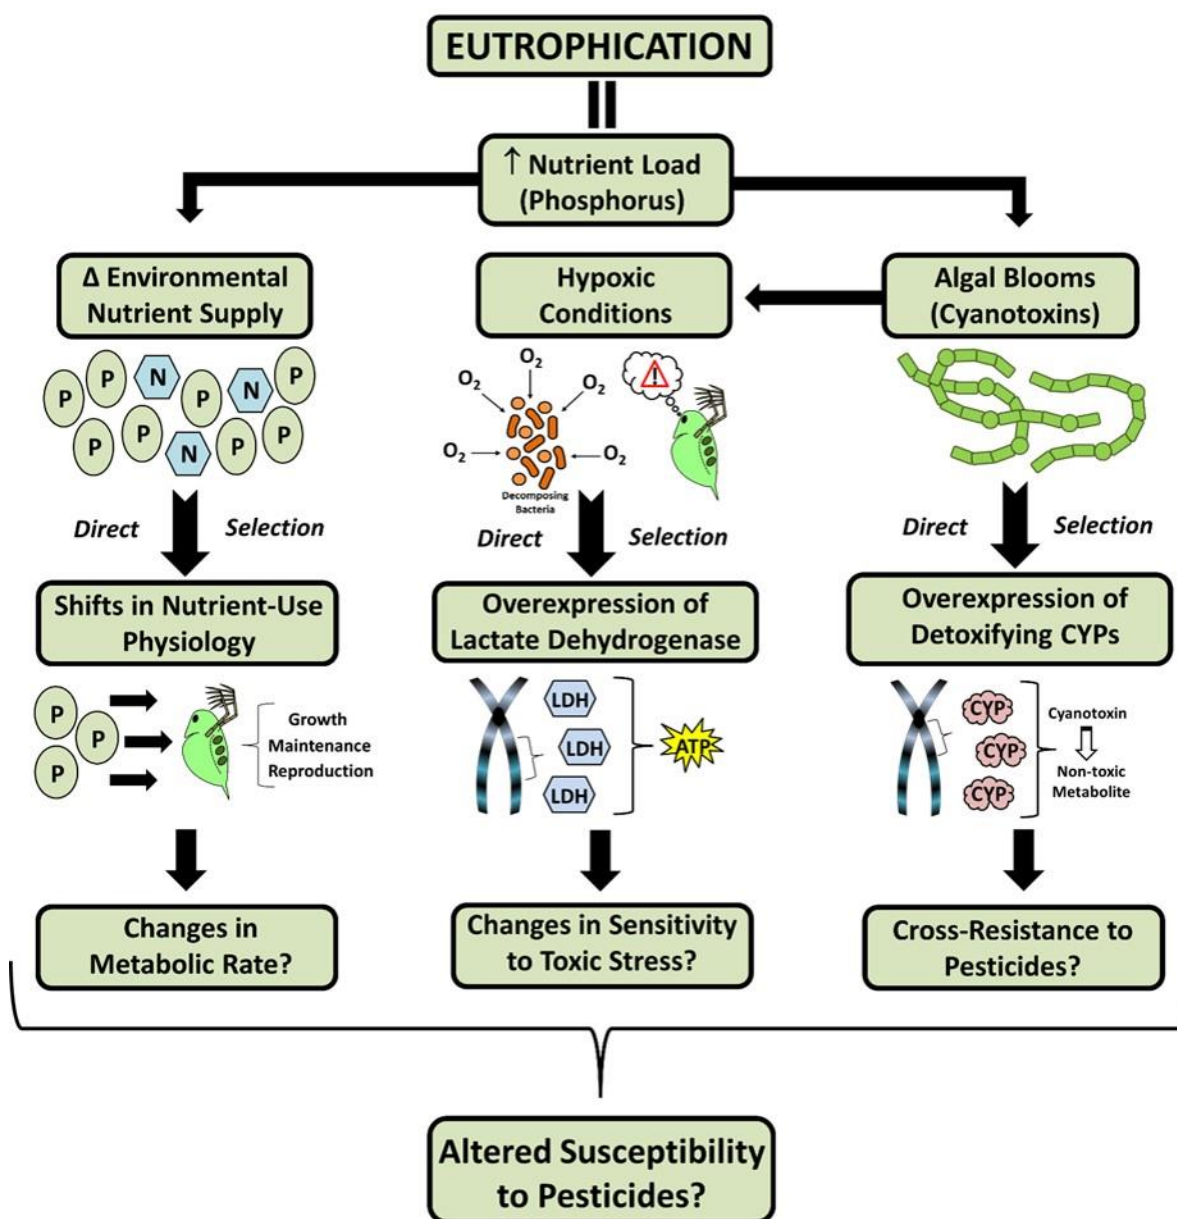 EUTROPHICATION
↑ Nutrient Load
(Phosphorus)
Δ Environmental
Nutrient Supply
Hypoxic
Conditions
Algal Blooms
(Cyanotoxins)
P
P
N
P
N
P
P
P
N
P
P
O₂
O₂
O₂
O₂
O₂
Decomposing
Bacteria
!
Direct
Selection
Direct
Selection
Direct
Selection
Shifts in Nutrient-Use
Physiology
Overexpression of
Lactate Dehydrogenase
Overexpression of
Detoxifying CYPs
P
P
P
Growth
Maintenance
Reproduction
LDH
LDH
LDH
ATP
CYP
CYP
CYP
Cyanotoxin
Non-toxic
Metabolite
Changes in
Metabolic Rate?
Changes in Sensitivity
to Toxic Stress?
Cross-Resistance to
Pesticides?
Altered Susceptibility
to Pesticides?